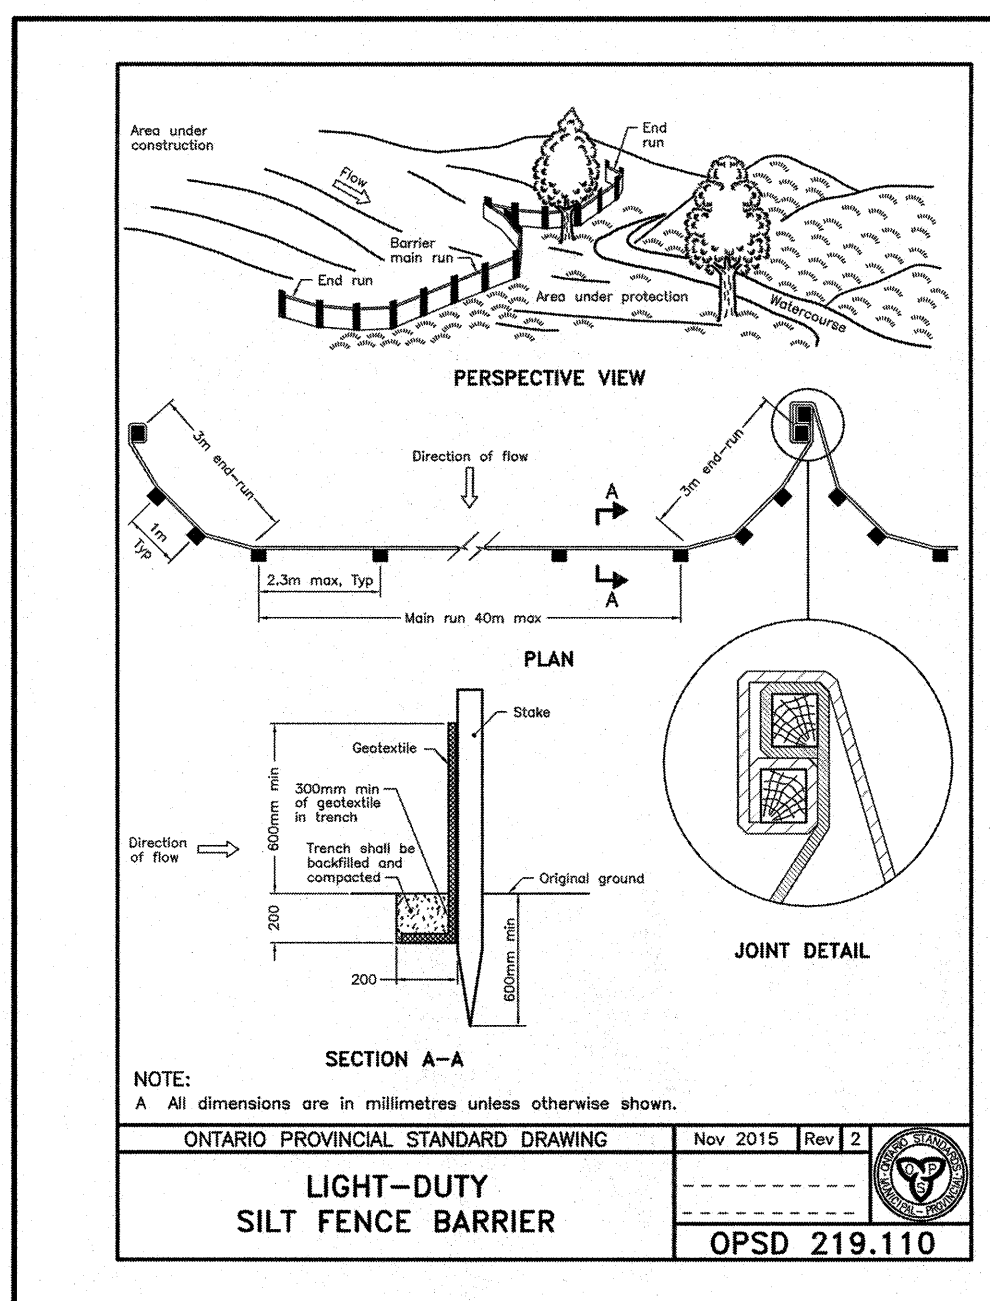 Area under
construction
Flow
End
run
Barrier
main run
End run
Area under protection
Watercourse
PERSPECTIVE VIEW
3m end-run
Direction of flow
3m end-run
A
1m
Typ
2.3m max, Typ
A
Main run 40m max
PLAN
Stake
Geotextile
600mm min
300mm min
of geotextile
in trench
Direction
of flow
Trench shall be
backfilled and
compacted
Original ground
200
600mm min
200
JOINT DETAIL
SECTION A-A
NOTE:
A All dimensions are in millimetres unless otherwise shown.
ONTARIO PROVINCIAL STANDARD DRAWING
Nov 2015
Rev
2
LIGHT-DUTY
SILT FENCE BARRIER
ONTARIO STANDARDS
MUNICIPAL - PROVINCIAL
O P
S
OPSD 219.110